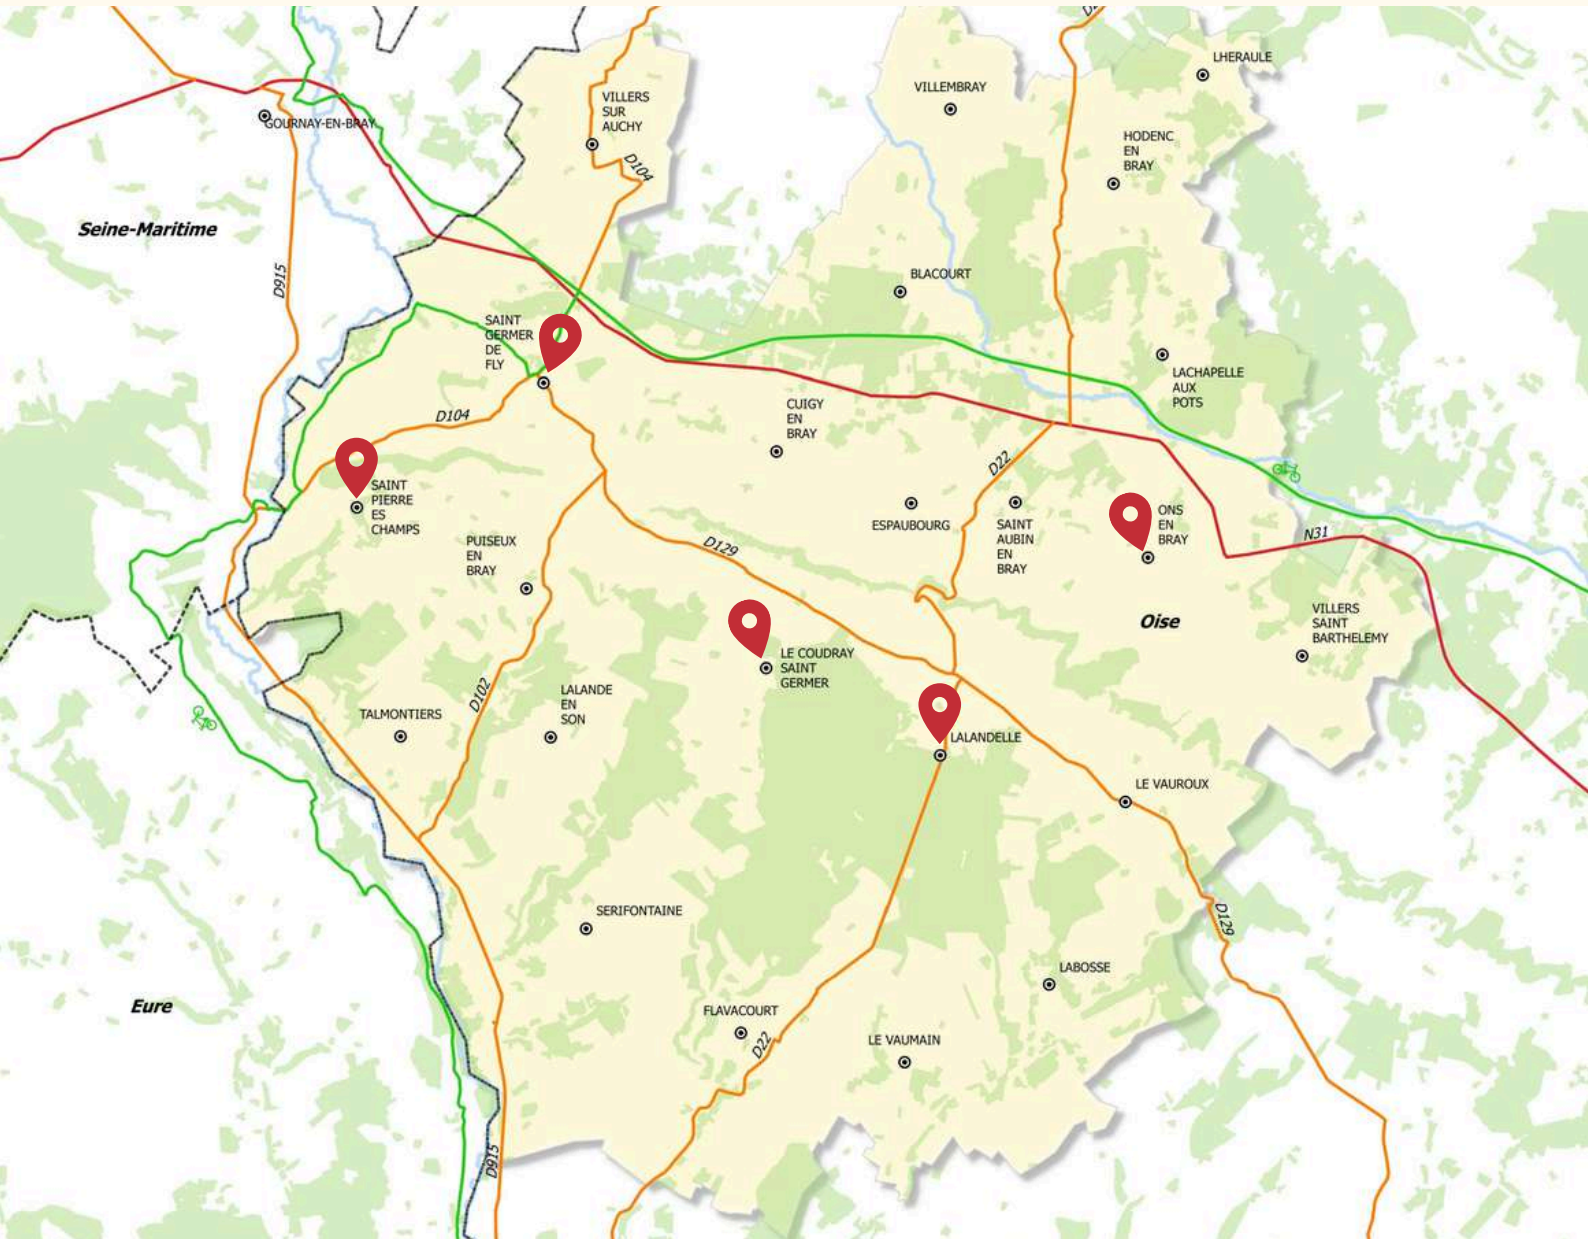 LHERAULE
VILLEMBRAY
VILLERS
SUR
AUCHY
GOURNAY-EN-BRAY
HODENC
EN
BRAY
D104
Seine-Maritime
D915
BLACOURT
SAINT
GERMER
DE
FLY
LACHAPELLE
AUX
POTS
CUIGY
EN
BRAY
D104
D22
SAINT
PIERRE
ES
CHAMPS
ESPAUBOURG
SAINT
AUBIN
EN
BRAY
ONS
EN
BRAY
N31
PUISEUX
EN
BRAY
D129
Oise
VILLERS
SAINT
BARTHELEMY
LE COUDRAY
SAINT
GERMER
D102
LALANDE
EN
SON
TALMONTIERS
LALANDELLE
LE VAUROUX
SERIFONTAINE
D129
LABOSSE
Eure
FLAVACOURT
D22
LE VAUMAIN
D915